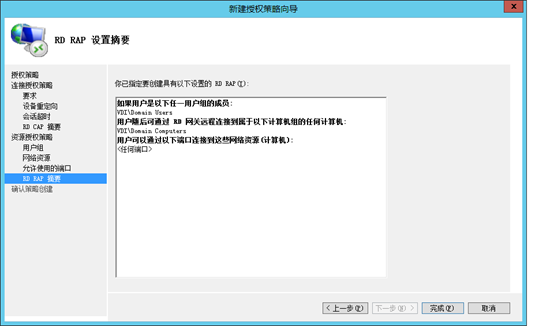 新建授权策略向导
x
RD RAP 设置摘要
授权策略
连接授权策略
要求
设备重定向
会话超时
RD CAP 摘要
资源授权策略
用户组
网络资源
允许使用的端口
RD RAP 摘要
确认策略创建
你已指定要创建具有以下设置的 RD RAP(Y):
如果用户是以下任一用户组的成员:
VDI\Domain Users
用户随后可通过 RD 网关远程连接到属于以下计算机组的任何计算机:
VDI\Domain Computers
用户可以通过以下端口连接到这些网络资源(计算机):
<任何端口>
< 上一步(P)
下一步(N) >
完成(F)
取消